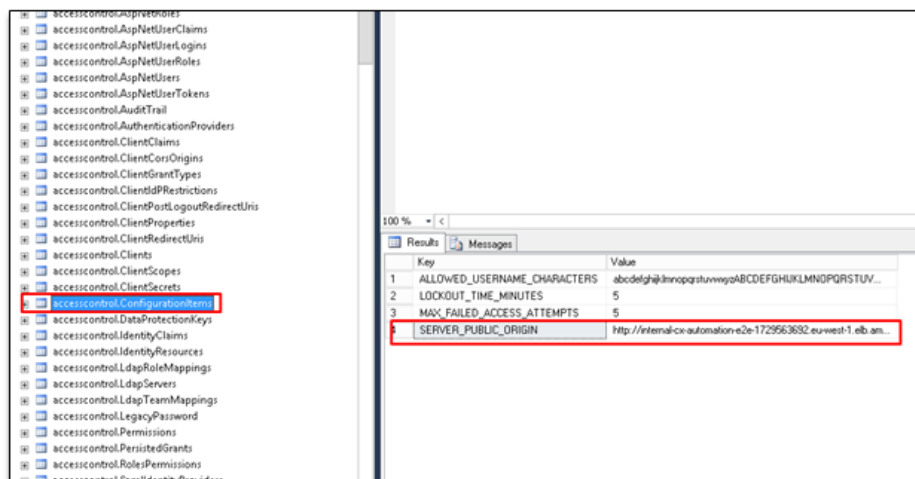 accesscontrol.AspNetRoles
accesscontrol.AspNetUserClaims
accesscontrol.AspNetUserLogins
accesscontrol.AspNetUserRoles
accesscontrol.AspNetUsers
accesscontrol.AspNetUserTokens
accesscontrol.AuditTrail
accesscontrol.AuthenticationProviders
accesscontrol.ClientClaims
accesscontrol.ClientCorsOrigins
accesscontrol.ClientGrantTypes
accesscontrol.ClientIdPRestrictions
accesscontrol.ClientPostLogoutRedirectUris
accesscontrol.ClientProperties
accesscontrol.ClientRedirectUris
accesscontrol.Clients
accesscontrol.ClientScopes
accesscontrol.ClientSecrets
accesscontrol.ConfigurationItems
accesscontrol.DataProtectionKeys
accesscontrol.IdentityClaims
accesscontrol.IdentityResources
accesscontrol.LdapRoleMappings
accesscontrol.LdapServers
accesscontrol.LdapTeamMappings
accesscontrol.LegacyPassword
accesscontrol.Permissions
accesscontrol.PersistedGrants
accesscontrol.RolesPermissions
100 %
Results Messages
Key Value
1 ALLOWED_USERNAME_CHARACTERS abcdefghijklmnopqrstuvwxyzABCDEFGHIJKLMNOPQRSTUV...
2 LOCKOUT_TIME_MINUTES 5
3 MAX_FAILED_ACCESS_ATTEMPTS 5
4 SERVER_PUBLIC_ORIGIN http://internal-cx-automation-e2e-1729563692.eu-west-1.elb.am...